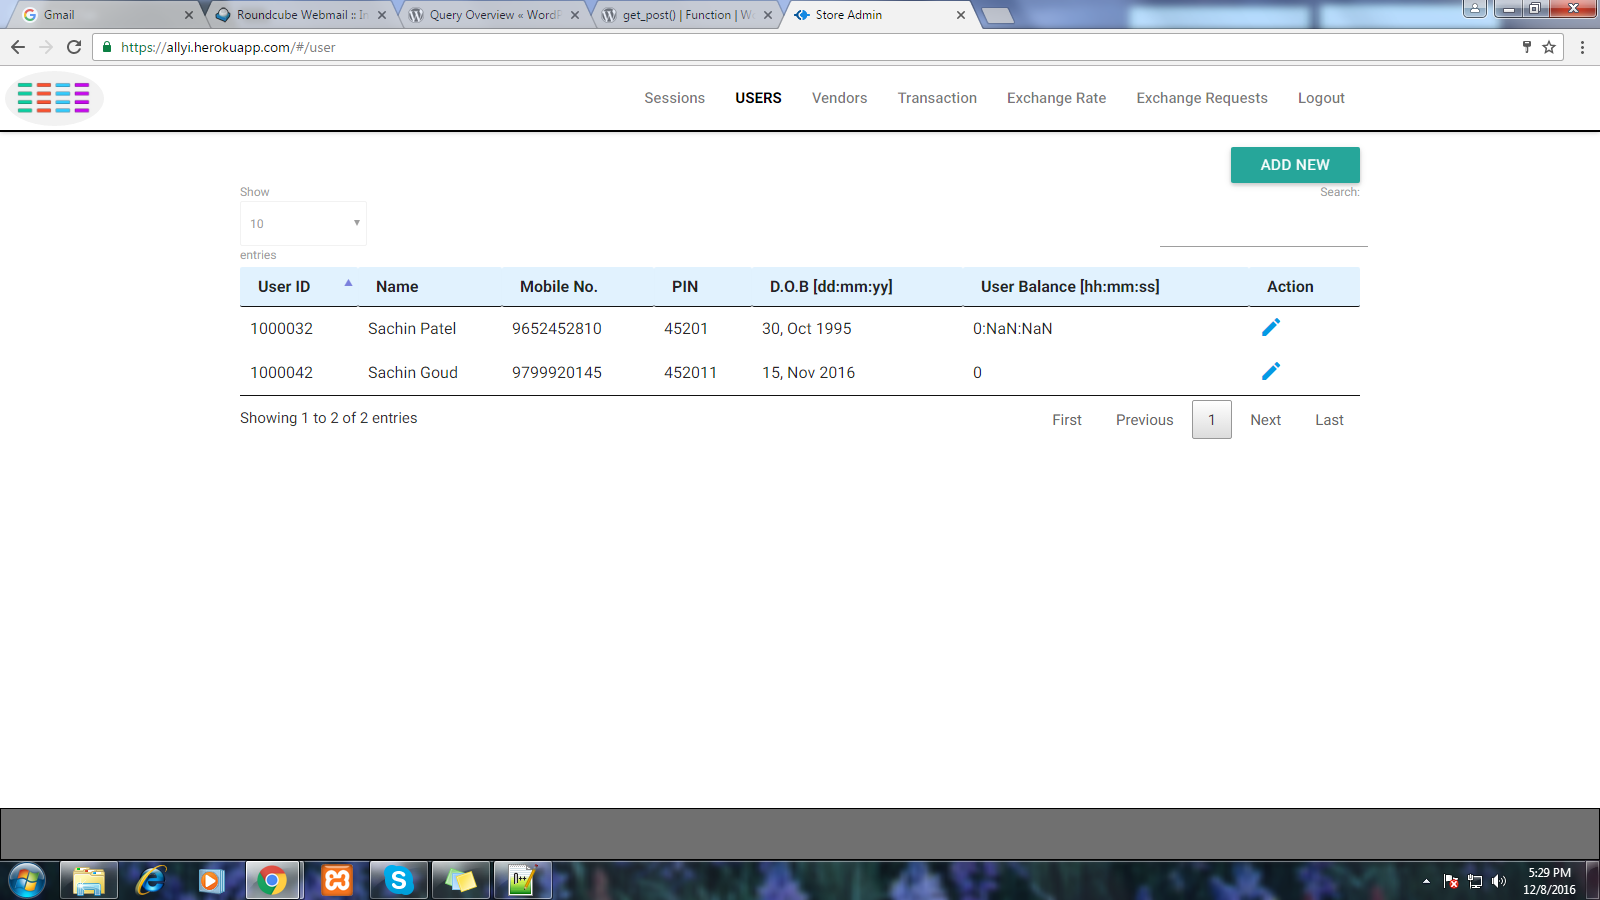 Gmail
Roundcube Webmail :: In
Query Overview « WordP
get_post() | Function | W
Store Admin
https://allyi.herokuapp.com/#/user
Sessions USERS Vendors Transaction Exchange Rate Exchange Requests Logout
ADD NEW
Show
Search:
10
entries
User ID Name Mobile No. PIN D.O.B [dd:mm:yy] User Balance [hh:mm:ss] Action
1000032 Sachin Patel 9652452810 45201 30, Oct 1995 0:NaN:NaN
1000042 Sachin Goud 9799920145 452011 15, Nov 2016 0
Showing 1 to 2 of 2 entries
First Previous 1 Next Last
5:29 PM
12/8/2016